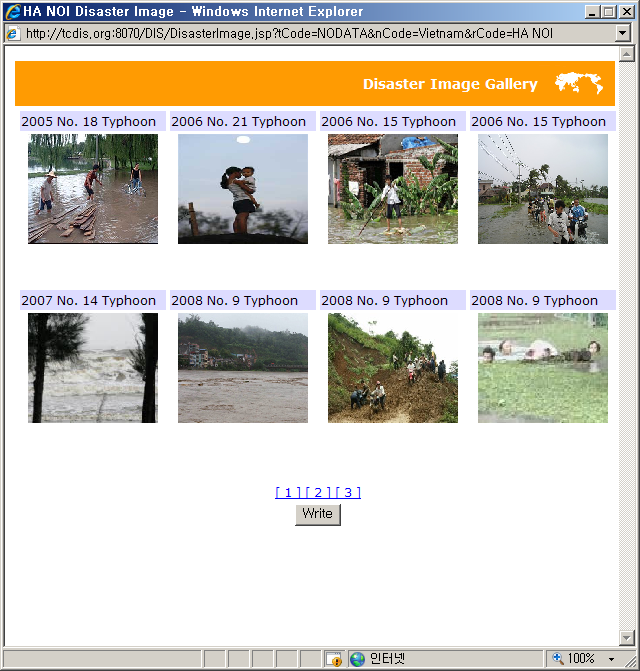 HA NOI Disaster Image - Windows Internet Explorer
http://tcdis.org:8070/DIS/DisasterImage.jsp?tCode=NODATA&nCode=Vietnam&rCode=HA NOI
Disaster Image Gallery
2005 No. 18 Typhoon 2006 No. 21 Typhoon 2006 No. 15 Typhoon 2006 No. 15 Typhoon
2007 No. 14 Typhoon 2008 No. 9 Typhoon 2008 No. 9 Typhoon 2008 No. 9 Typhoon
[ 1 ] [ 2 ] [ 3 ]
Write
인터넷 100%